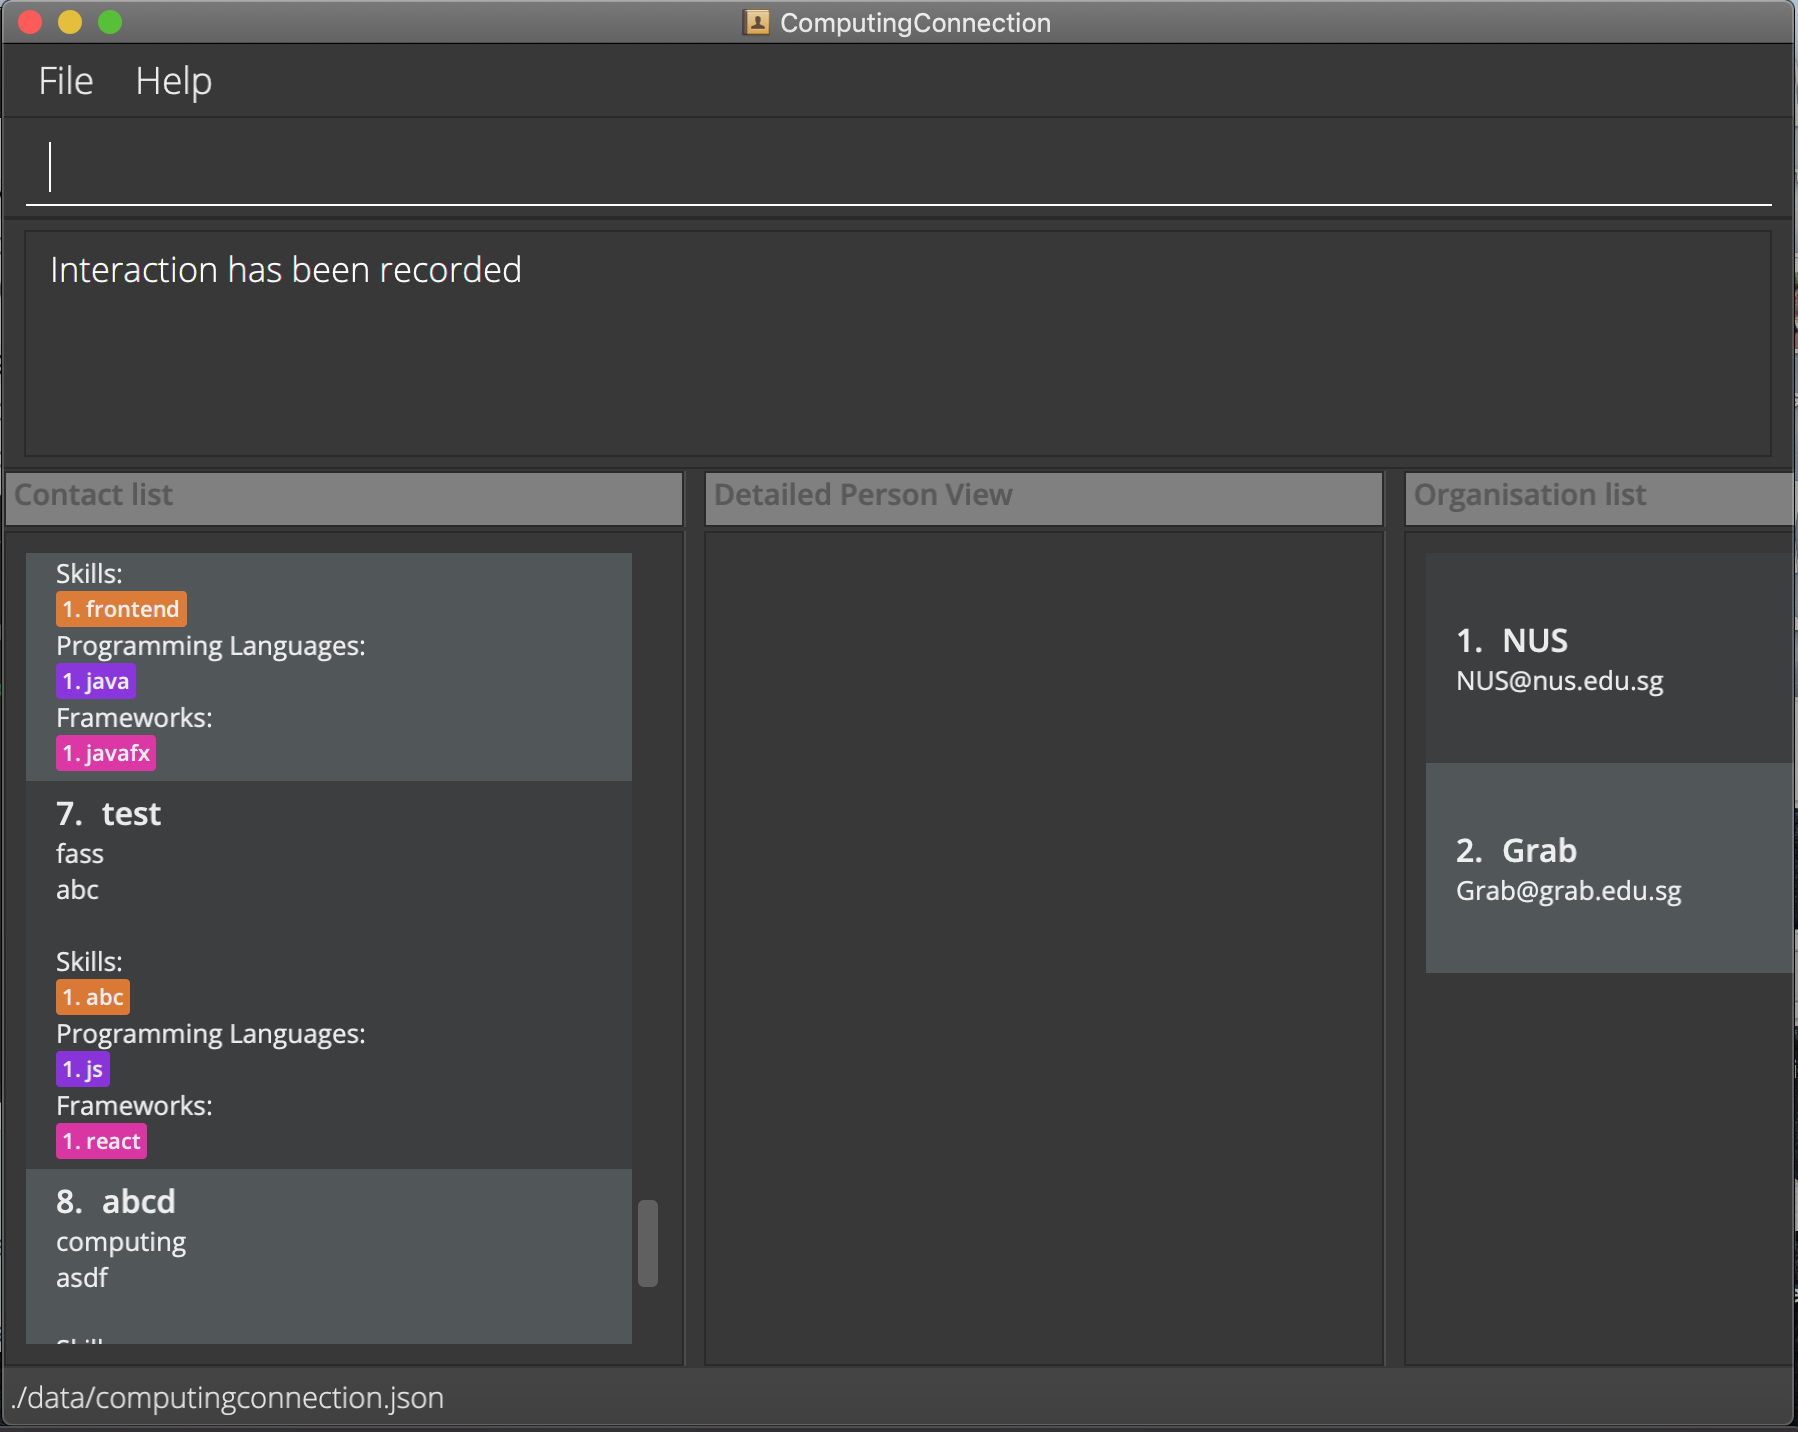 ComputingConnection
File Help
Interaction has been recorded
Contact list
Skills:
1. frontend
Programming Languages:
1. java
Frameworks:
1. javafx
7. test
fass
abc
Skills:
1. abc
Programming Languages:
1. js
Frameworks:
1. react
8. abcd
computing
asdf
Detailed Person View
Organisation list
1. NUS
NUS@nus.edu.sg
2. Grab
Grab@grab.edu.sg
./data/computingconnection.json